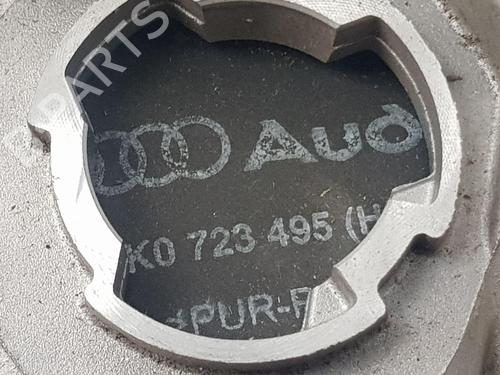 PARTS
Audi
K0 723 495 (H
>PUR-F